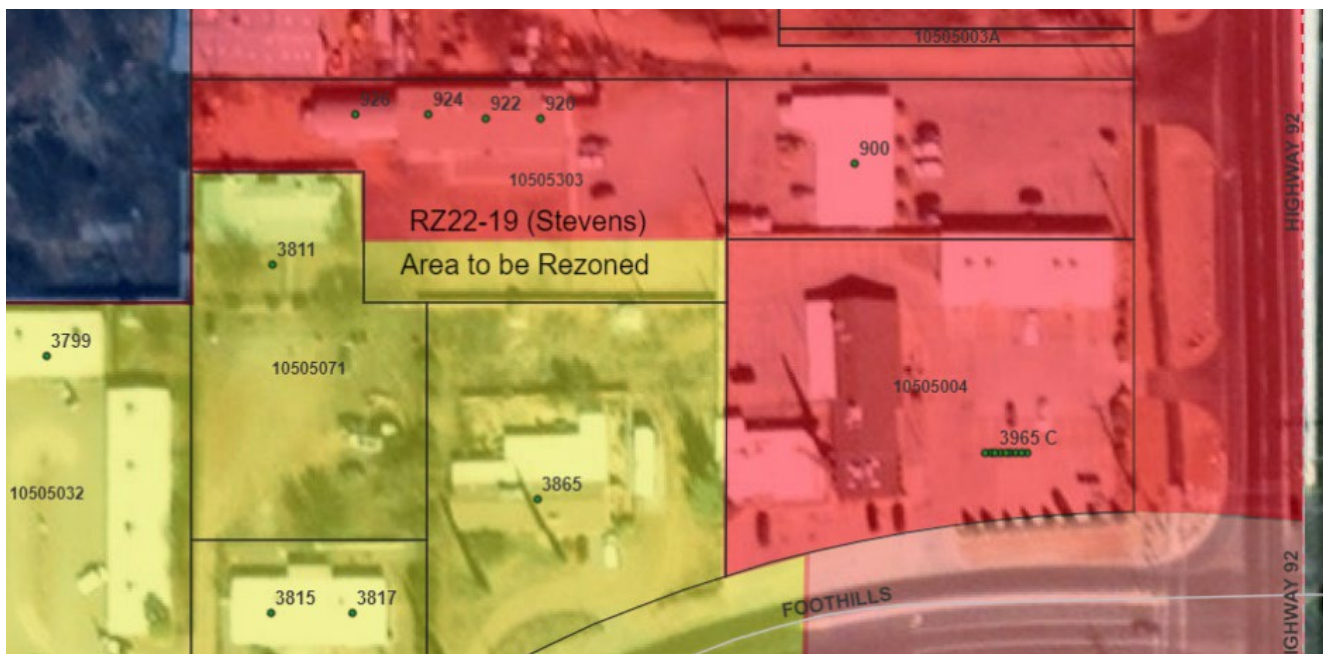 10505003A
926
924
922
920
900
HIGHWAY 92
10505303
RZ22-19 (Stevens)
3811
Area to be Rezoned
3799
10505071
10505004
3965 C
10505032
3865
3815
3817
FOOTHILLS
HIGHWAY 92